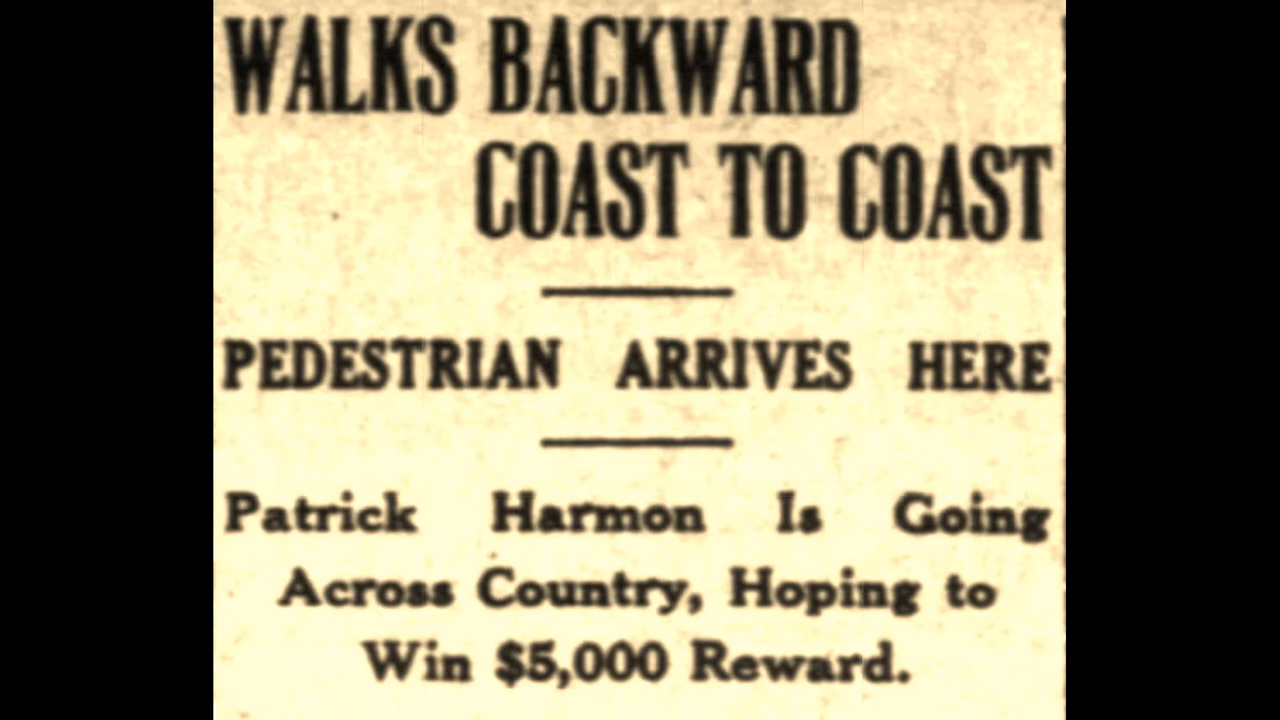 WALKS BACKWARD
COAST TO COAST
PEDESTRIAN ARRIVES HERE
Patrick Harmon Is Going
Across Country, Hoping to
Win $5,000 Reward.